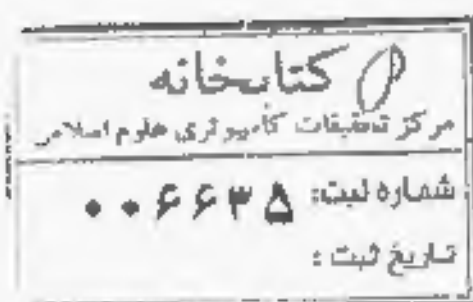 کتابخانه
مرکز تحقیقات کامپیوتری علوم اسلامی
شماره ثبت: ۰۰۶۶۳۵
تاریخ ثبت: